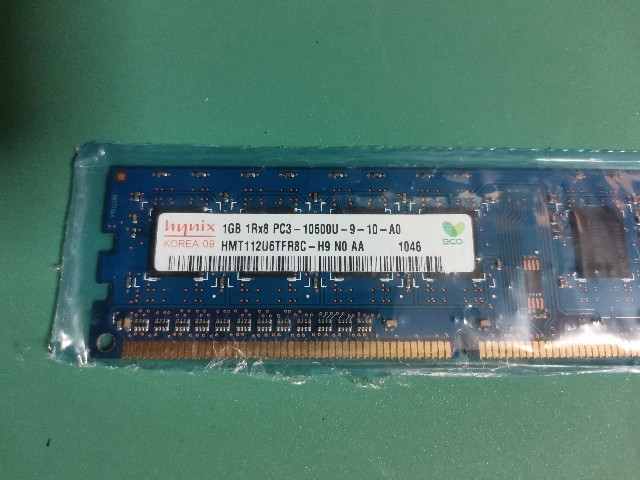 hynix
KOREA 09
1GB 1Rx8 PC3-10600U-9-10-A0
HMT112U6TFR8C-H9 N0 AA 1046
ECO